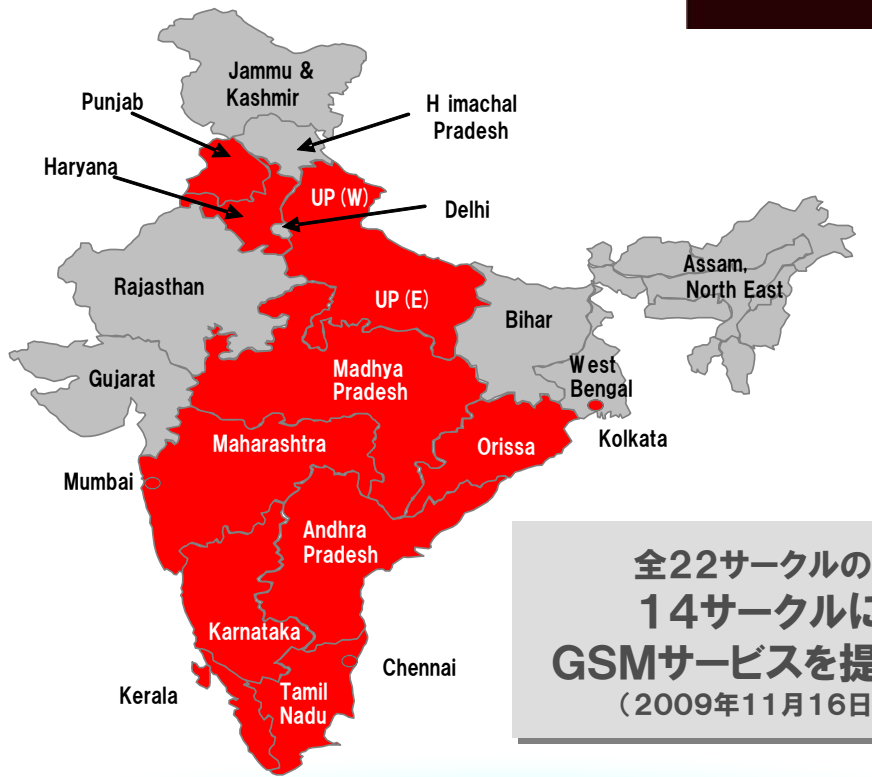 Jammu &
Kashmir
Punjab
H imachal
Pradesh
Haryana
UP (W)
Delhi
Assam,
North East
Rajasthan
UP (E)
Bihar
Gujarat
Madhya
Pradesh
West
Bengal
Maharashtra
Orissa
Kolkata
Mumbai
Andhra
Pradesh
Karnataka
Chennai
Kerala
Tamil
Nadu
全22サークルの
14サークルに
GSMサービスを提
(2009年11月16日